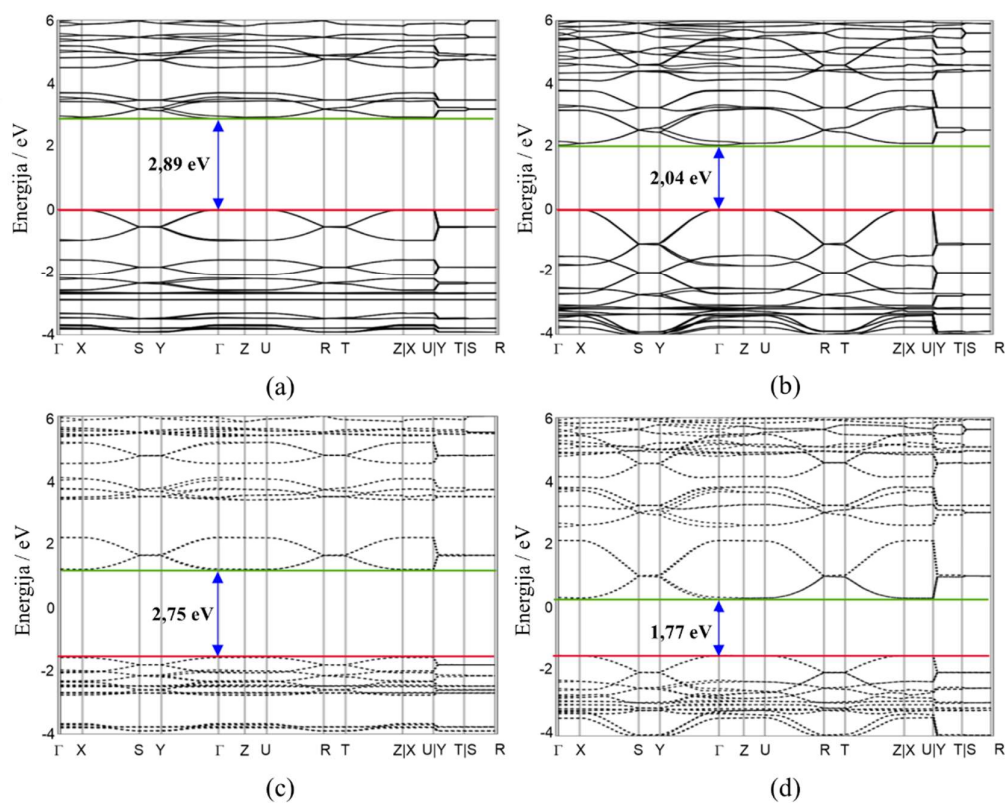 6
4
2
0
-2
-4
Energija / eV
2,89 eV
Γ X S Y Γ Z U R T Z|X U|Y T|S R
(a)
6
4
2
0
-2
-4
Energija / eV
2,04 eV
Γ X S Y Γ Z U R T Z|X U|Y T|S R
(b)
6
4
2
0
-2
-4
Energija / eV
2,75 eV
Γ X S Y Γ Z U R T Z|X U|Y T|S R
(c)
6
4
2
0
-2
-4
Energija / eV
1,77 eV
Γ X S Y Γ Z U R T Z|X U|Y T|S R
(d)